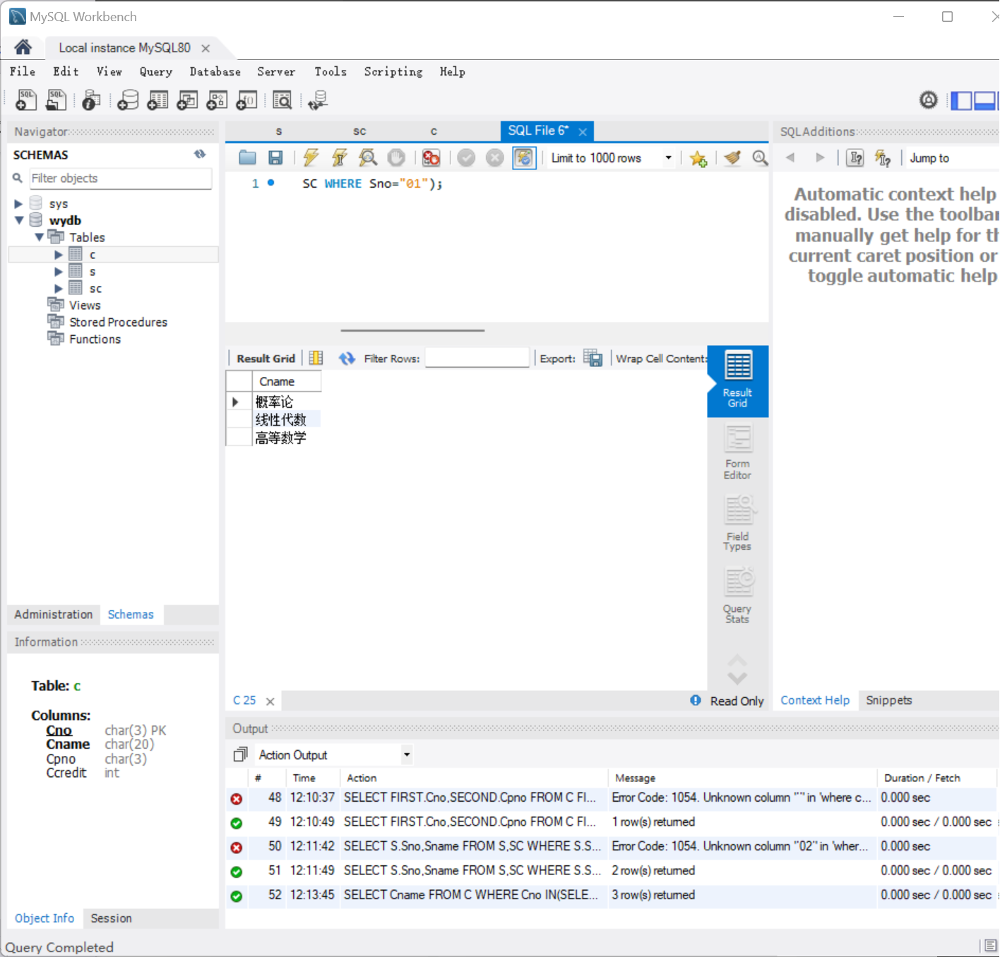 MySQL Workbench
Local instance MySQL80
File Edit View Query Database Server Tools Scripting Help
Navigator
SCHEMAS
Filter objects
sys
wydb
Tables
c
s
sc
Views
Stored Procedures
Functions
Administration Schemas
Information
Table: c
Columns:
Cno char(3) PK
Cname char(20)
Cpno char(3)
Ccredit int
Object Info Session
Query Completed
s sc c SQL File 6*
Limit to 1000 rows
1 SC WHERE Sno="01");
Result Grid Filter Rows: Export: Wrap Cell Content:
Cname
概率论
线性代数
高等数学
Result
Grid
Form
Editor
Field
Types
Query
Stats
C 25 Read Only
SQLAdditions
Jump to
Automatic context help
disabled. Use the toolbar
manually get help for th
current caret position or
toggle automatic help
Context Help Snippets
Output
Action Output
# Time Action Message Duration / Fetch
48 12:10:37 SELECT FIRST.Cno,SECOND.Cpno FROM C FI... Error Code: 1054. Unknown column '`' in 'where c... 0.000 sec
49 12:10:49 SELECT FIRST.Cno,SECOND.Cpno FROM C FI... 1 row(s) returned 0.000 sec / 0.000 sec
50 12:11:42 SELECT S.Sno,Sname FROM S,SC WHERE S.S... Error Code: 1054. Unknown column '"02"' in 'wher... 0.000 sec
51 12:11:49 SELECT S.Sno,Sname FROM S,SC WHERE S.S... 2 row(s) returned 0.000 sec / 0.000 sec
52 12:13:45 SELECT Cname FROM C WHERE Cno IN(SELE... 3 row(s) returned 0.000 sec / 0.000 sec